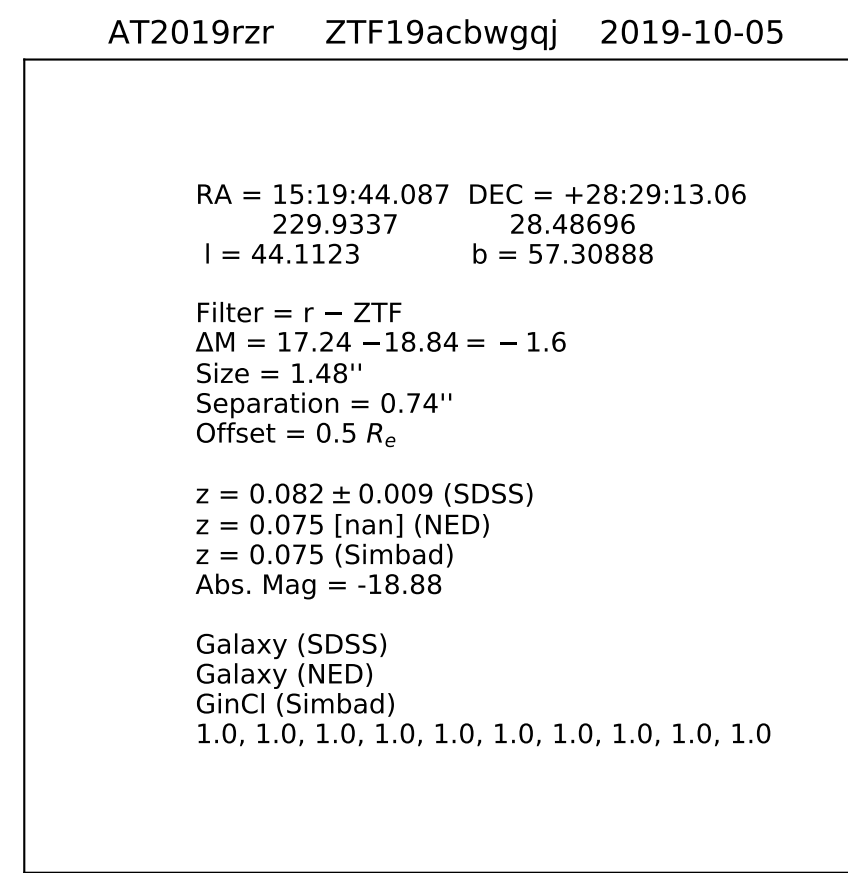 AT2019rzr ZTF19acbwgqj 2019-10-05
RA = 15:19:44.087 DEC = +28:29:13.06
229.9337 28.48696
l = 44.1123 b = 57.30888
Filter = r − ZTF
ΔM = 17.24 −18.84 = − 1.6
Size = 1.48''
Separation = 0.74''
Offset = 0.5 Rₑ
z = 0.082 ± 0.009 (SDSS)
z = 0.075 [nan] (NED)
z = 0.075 (Simbad)
Abs. Mag = -18.88
Galaxy (SDSS)
Galaxy (NED)
GinCl (Simbad)
1.0, 1.0, 1.0, 1.0, 1.0, 1.0, 1.0, 1.0, 1.0, 1.0